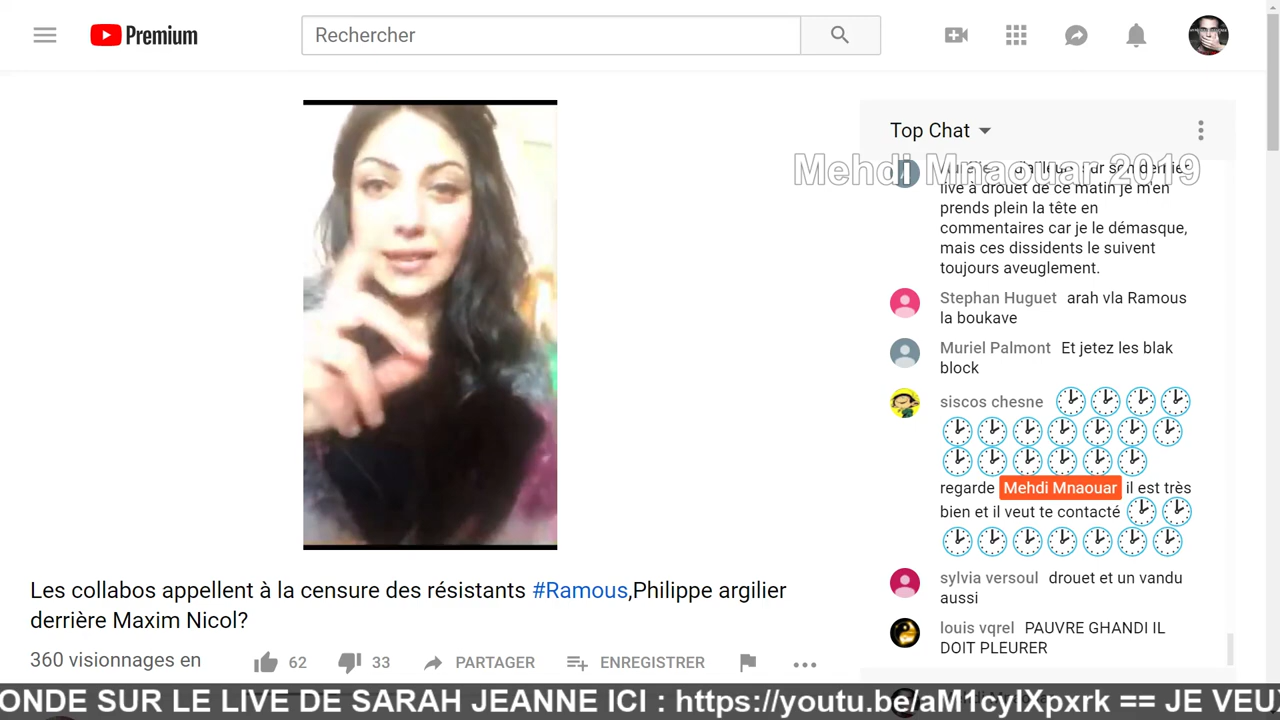 Premium
Rechercher
Top Chat
Mehdi Mnaouar 2019
live à drouet de ce matin je m'en
prends plein la tête en
commentaires car je le démasque,
mais ces dissidents le suivent
toujours aveuglement.
Stephan Huguet arah vla Ramous
la boukave
Muriel Palmont Et jetez les blak
block
siscos chesne
regarde Mehdi Mnaouar il est très
bien et il veut te contacté
sylvia versoul drouet et un vandu
aussi
louis vqrel PAUVRE GHANDI IL
DOIT PLEURER
Les collabos appellent à la censure des résistants #Ramous,Philippe argilier
derrière Maxim Nicol?
360 visionnages en
62
33
PARTAGER
ENREGISTRER
ONDE SUR LE LIVE DE SARAH JEANNE ICI : https://youtu.be/aM1cyIXpxrk == JE VEUX